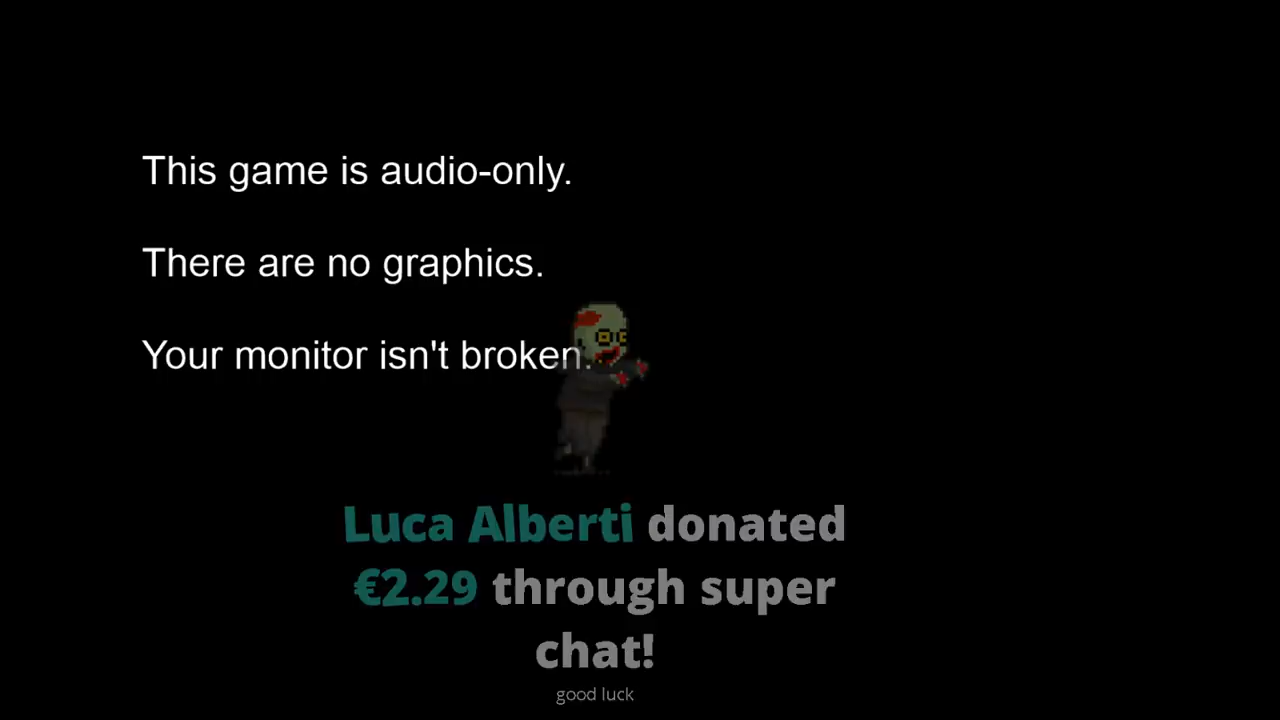 This game is audio-only.
There are no graphics.
Your monitor isn't broken.
Luca Alberti donated
€2.29 through super
chat!
good luck